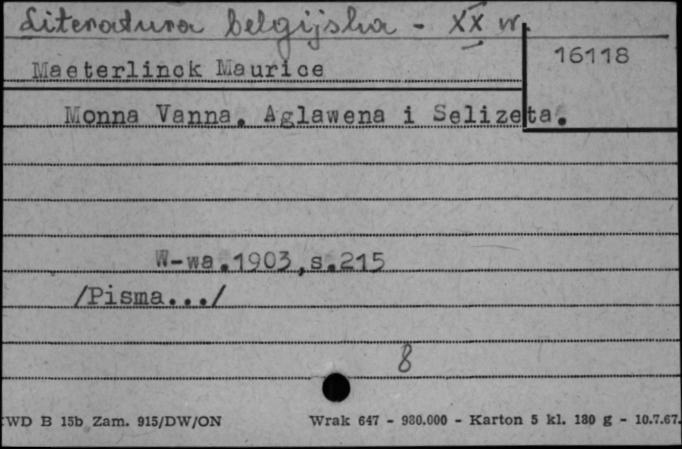 Literatura belgijska - XX w.
16118
Maeterlinck Maurice
Monna Vanna. Aglawena i Selizeta.
W-wa.1903,s.215
/Pisma.../
8
KWD B 15b Zam. 915/DW/ON Wrak 647 - 980.000 - Karton 5 kl. 180 g - 10.7.67.